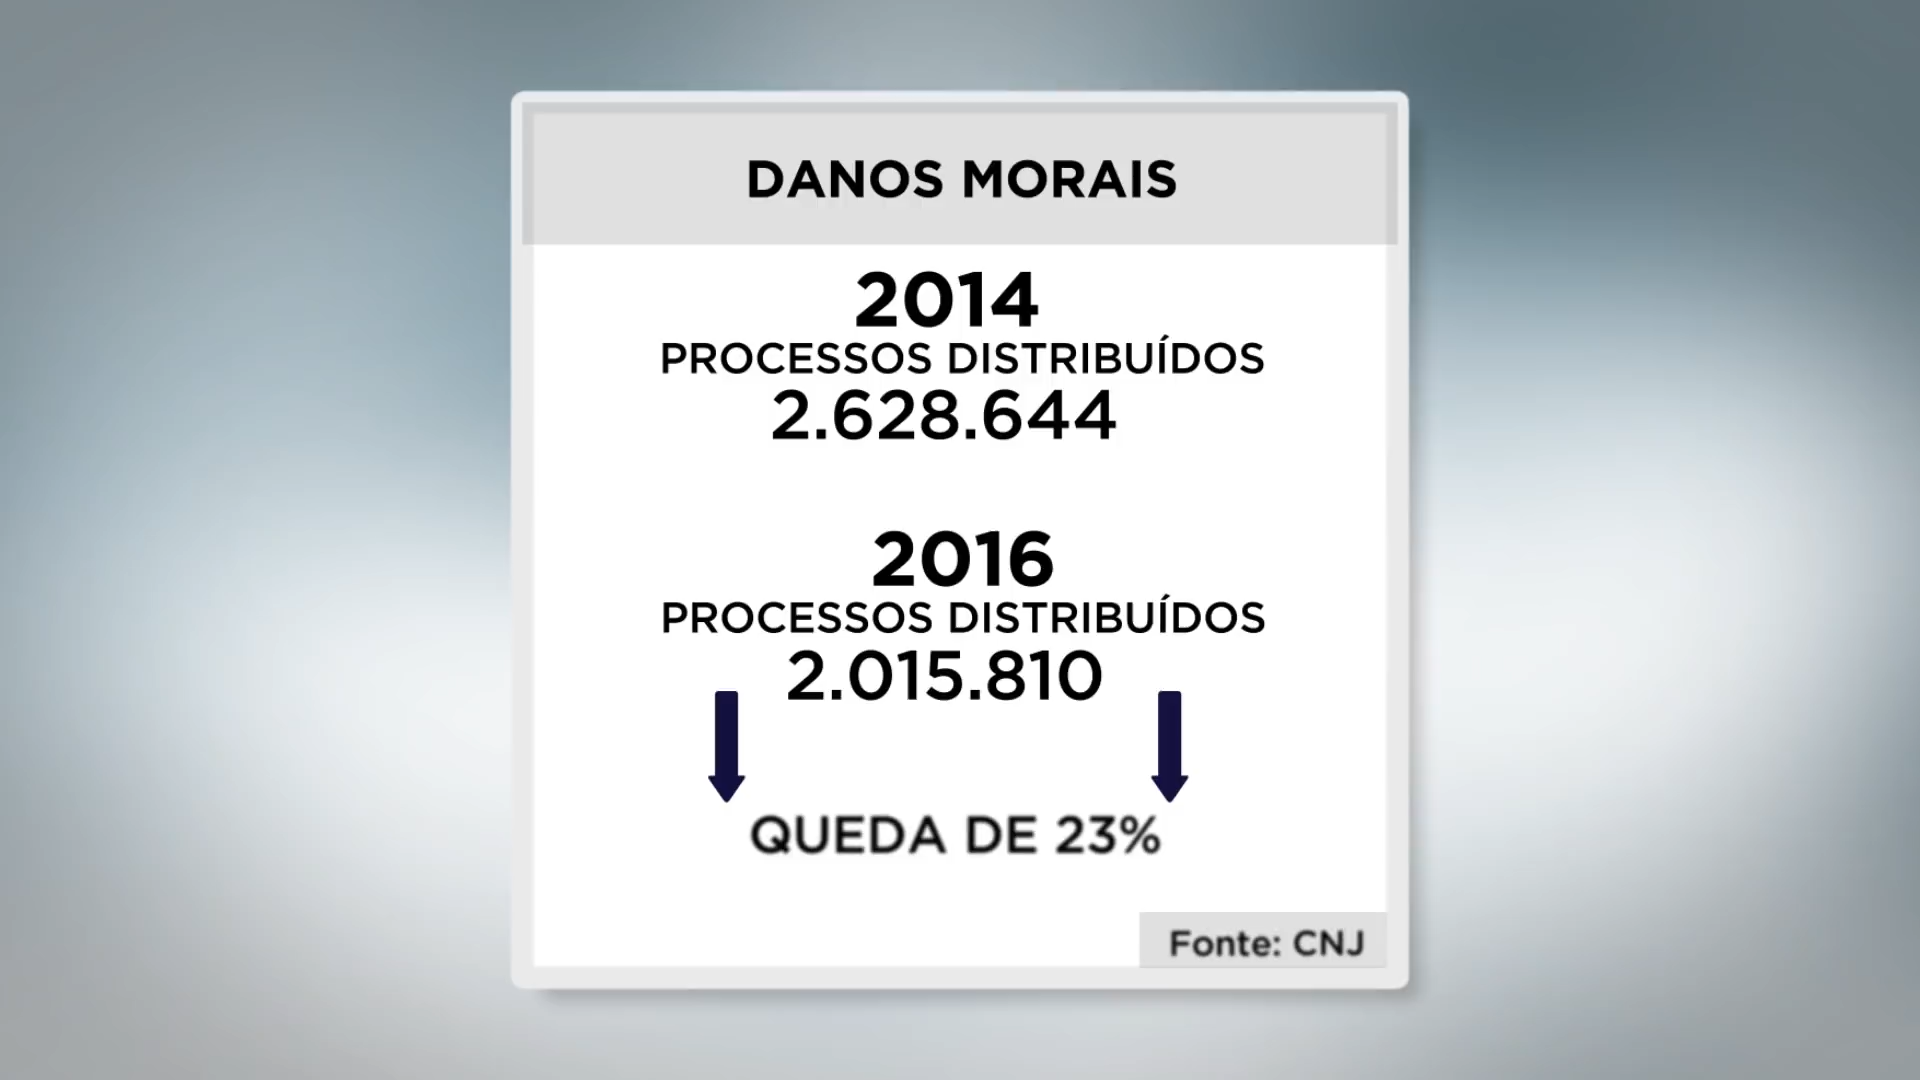 DANOS MORAIS
2014
PROCESSOS DISTRIBUÍDOS
2.628.644
2016
PROCESSOS DISTRIBUÍDOS
2.015.810
QUEDA DE 23%
Fonte: CNJ